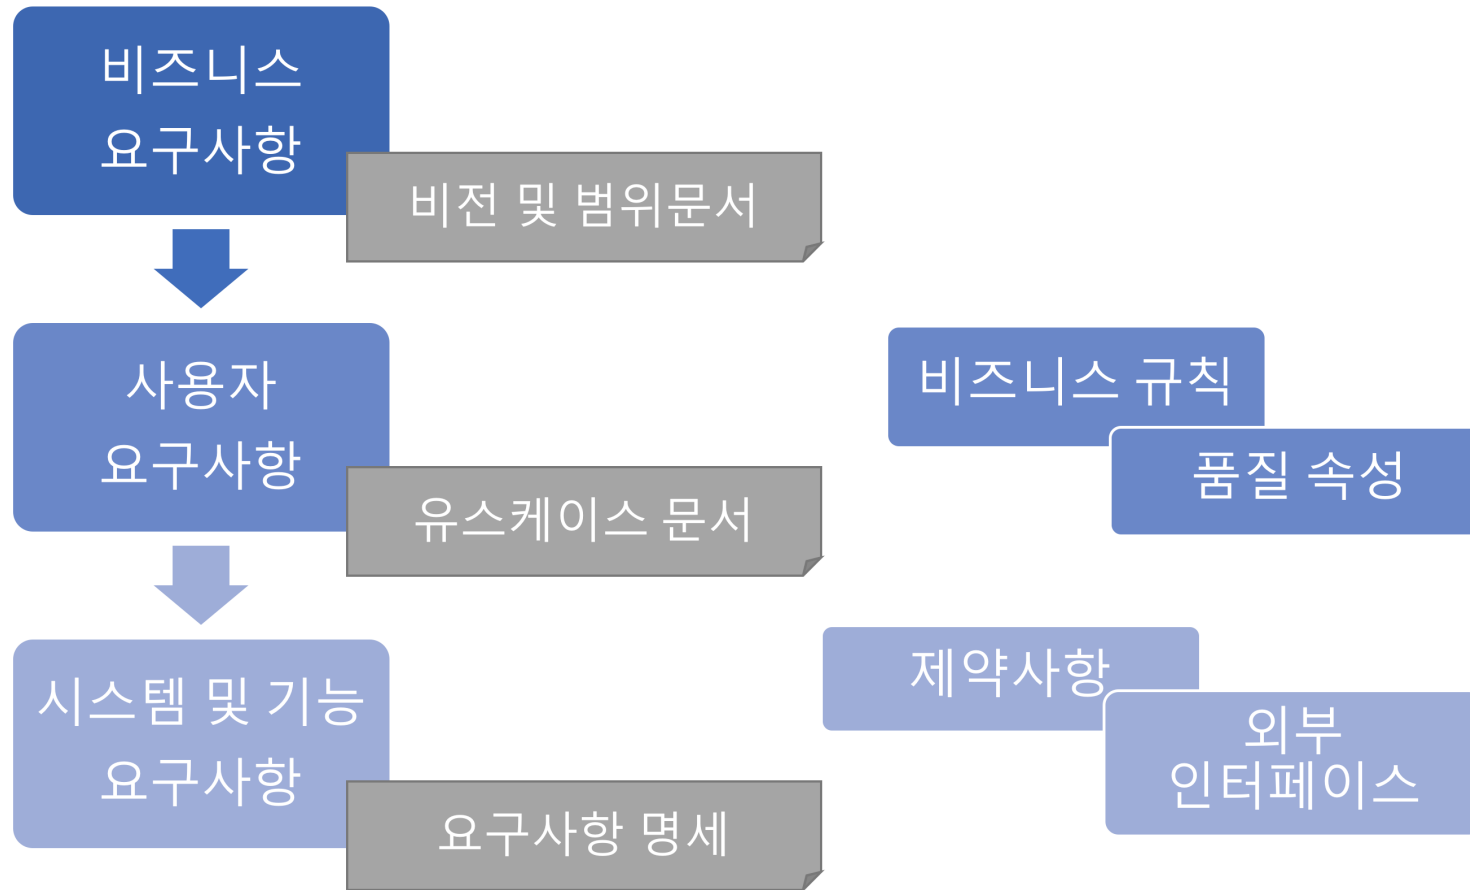 비즈니스
요구사항
비전 및 범위문서
사용자
요구사항
유스케이스 문서
비즈니스 규칙
품질 속성
시스템 및 기능
요구사항
요구사항 명세
제약사항
외부
인터페이스